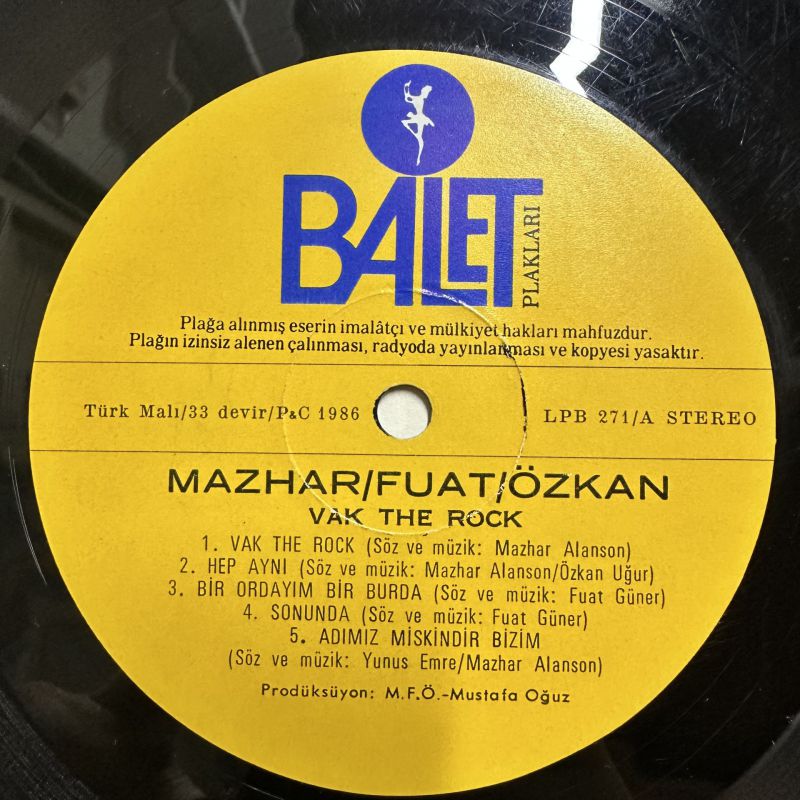 BALET
PLAKLARI
Plağa alınmış eserin imalâtçı ve mülkiyet hakları mahfuzdur.
Plağın izinsiz alenen çalınması, radyoda yayınlanması ve kopyesi yasaktır.
Türk Malı/33 devir/P&C 1986
LPB 271/A STEREO
MAZHAR/FUAT/ÖZKAN
VAK THE ROCK
1. VAK THE ROCK (Söz ve müzik: Mazhar Alanson)
2. HEP AYNI (Söz ve müzik: Mazhar Alanson/Özkan Uğur)
3. BİR ORDAYIM BİR BURDA (Söz ve müzik: Fuat Güner)
4. SONUNDA (Söz ve müzik: Fuat Güner)
5. ADIMIZ MİSKİNDİR BİZİM
(Söz ve müzik: Yunus Emre/Mazhar Alanson)
Prodüksüyon: M.F.Ö.-Mustafa Oğuz